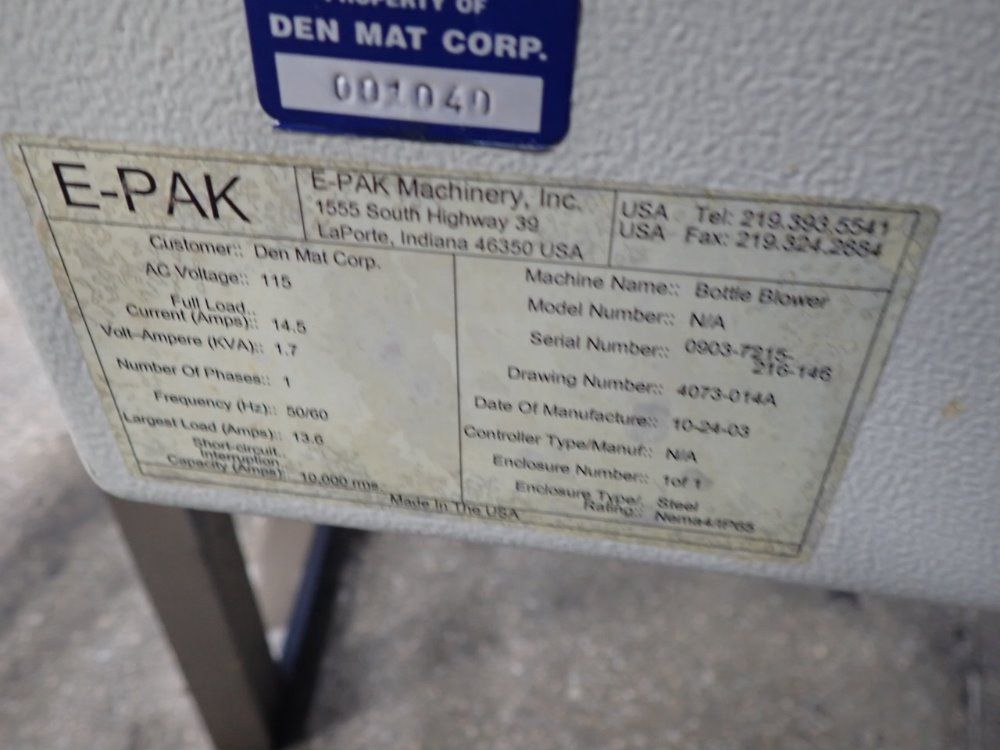 PROPERTY OF
DEN MAT CORP.
001040
E-PAK
E-PAK Machinery, Inc.
1555 South Highway 39
LaPorte, Indiana 46350 USA
USA Tel: 219.393.5541
USA Fax: 219.324.2884
Customer:: Den Mat Corp.
AC Voltage:: 115
Full Load..
Current (Amps):: 14.5
Volt-Ampere (KVA):: 1.7
Number Of Phases:: 1
Frequency (Hz):: 50/60
Largest Load (Amps):: 13.6
Short-circuit..
Interruption
Capacity (Amps): 10,000 rms.
Machine Name:: Bottle Blower
Model Number:: N/A
Serial Number:: 0903-7215-
216-146
Drawing Number:: 4073-014A
Date Of Manufacture:: 10-24-03
Controller Type/Manuf:: N/A
Enclosure Number:: 1of 1
Enclosure Type/. Steel
Rating:: Nema4/IP65
Made In The USA